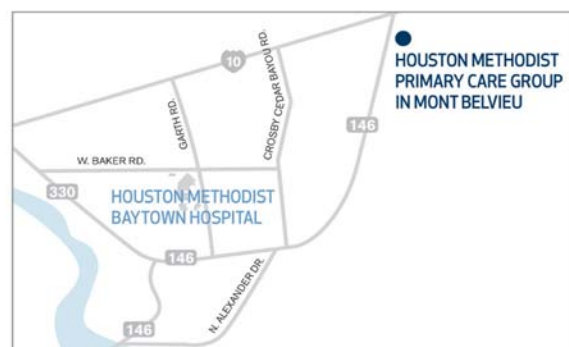 10
CROSBY CEDAR BAYOU RD.
HOUSTON METHODIST
PRIMARY CARE GROUP
IN MONT BELVIEU
GARTH RD.
146
W. BAKER RD.
330
HOUSTON METHODIST
BAYTOWN HOSPITAL
146
N. ALEXANDER DR.
146